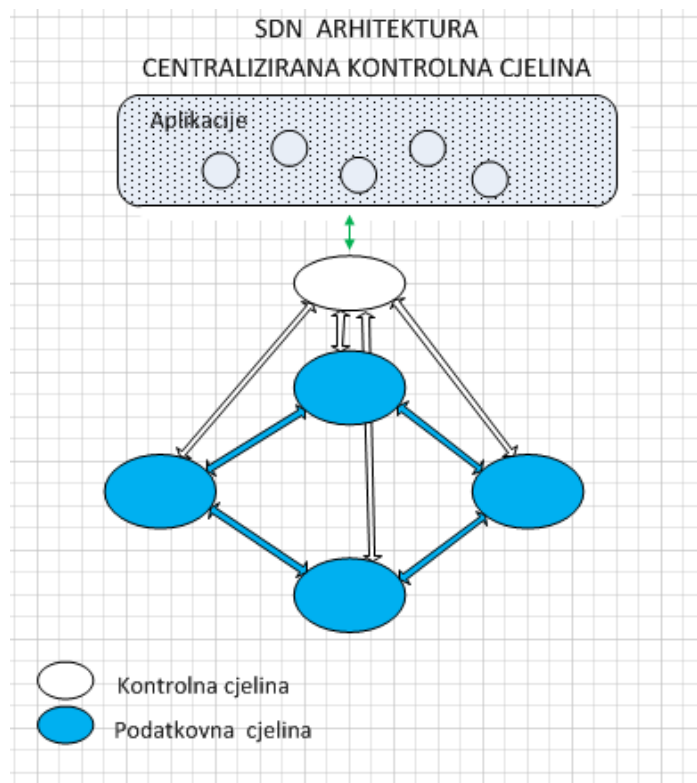 SDN ARHITEKTURA
CENTRALIZIRANA KONTROLNA CJELINA
Aplikacije
Kontrolna cjelina
Podatkovna cjelina